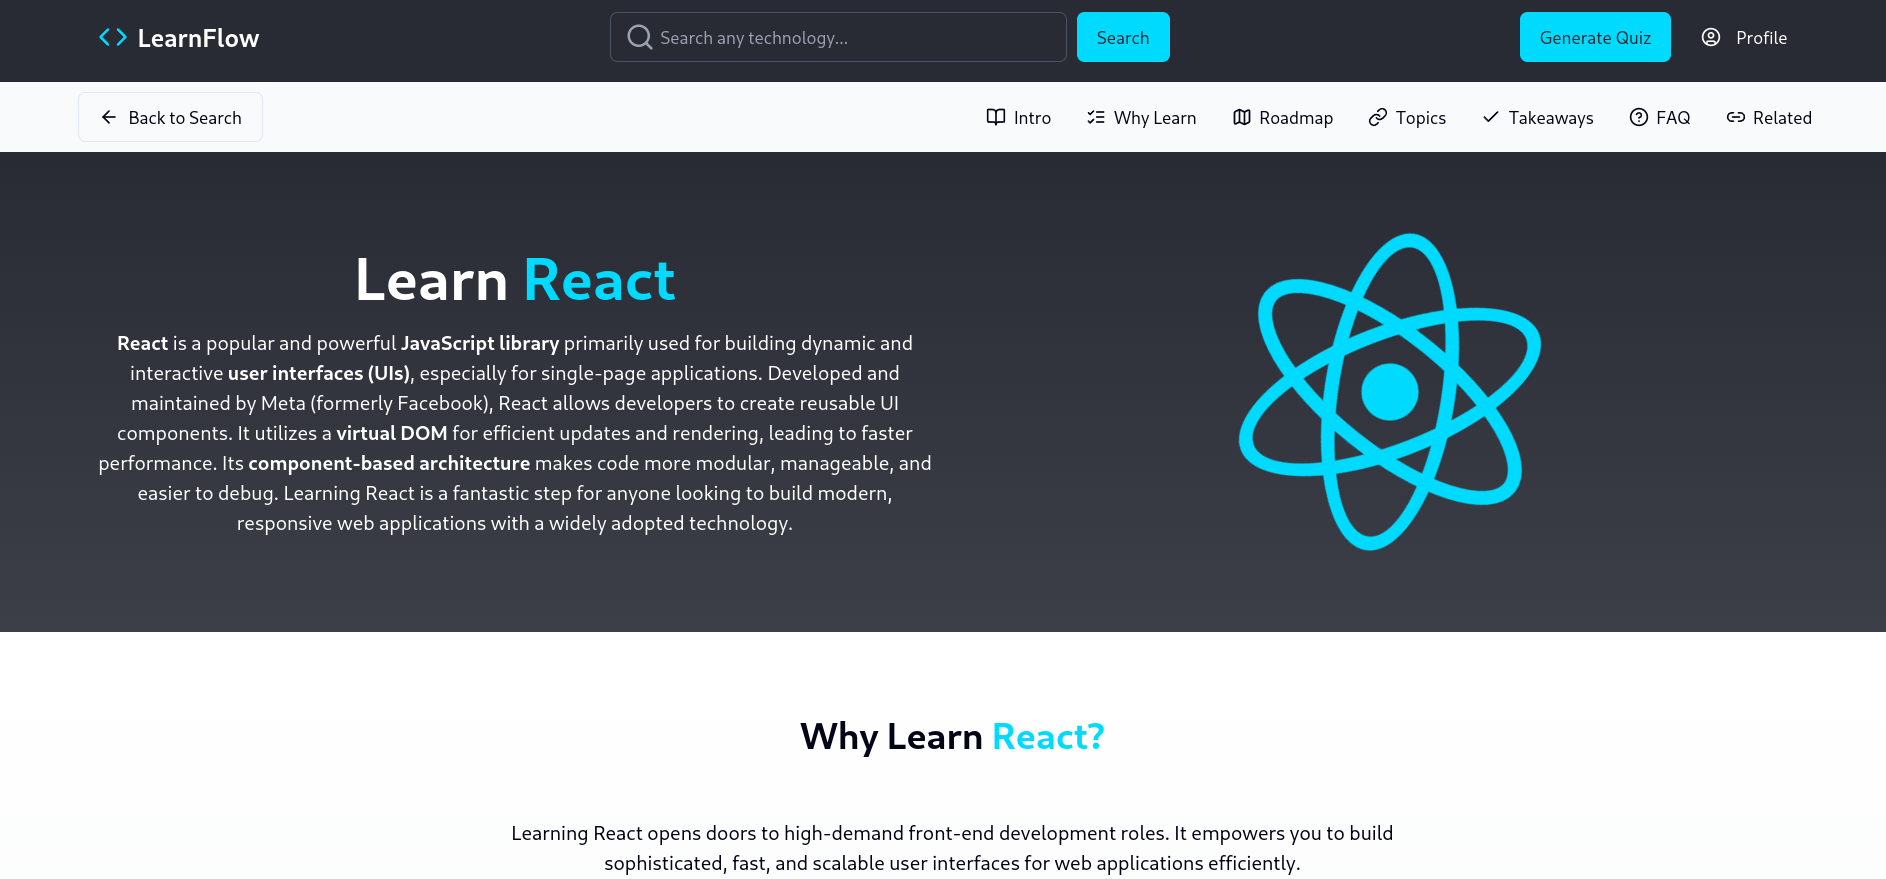 LearnFlow
Search any technology...
Search
Generate Quiz
Profile
Back to Search
Intro
Why Learn
Roadmap
Topics
Takeaways
FAQ
Related
Learn React
React is a popular and powerful JavaScript library primarily used for building dynamic and
interactive user interfaces (UIs), especially for single-page applications. Developed and
maintained by Meta (formerly Facebook), React allows developers to create reusable UI
components. It utilizes a virtual DOM for efficient updates and rendering, leading to faster
performance. Its component-based architecture makes code more modular, manageable, and
easier to debug. Learning React is a fantastic step for anyone looking to build modern,
responsive web applications with a widely adopted technology.
Why Learn React?
Learning React opens doors to high-demand front-end development roles. It empowers you to build
sophisticated, fast, and scalable user interfaces for web applications efficiently.